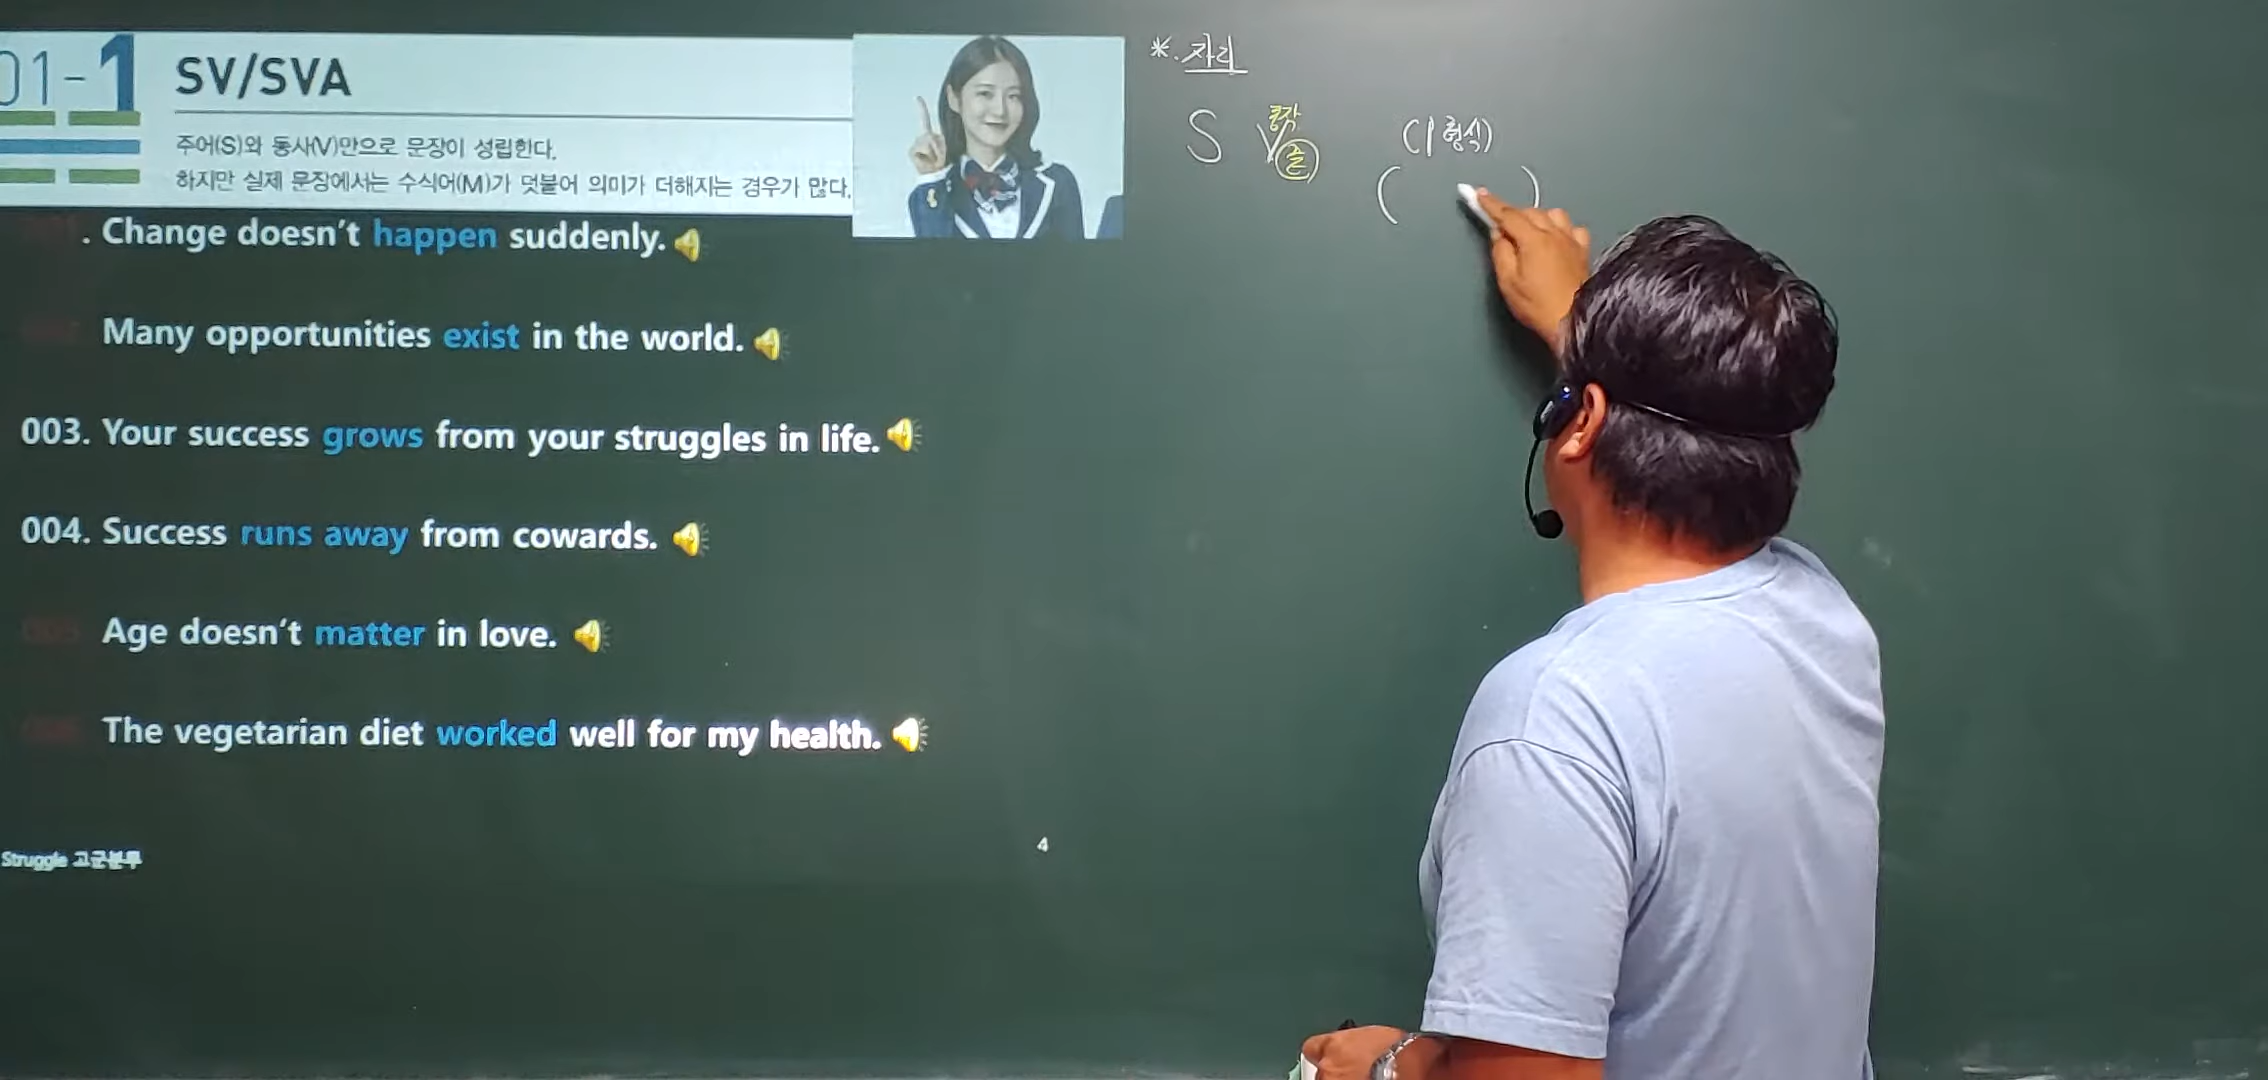 01-1
SV/SVA
주어(S)와 동사(V)만으로 문장이 성립한다.
하지만 실제 문장에서는 수식어(M)가 덧붙어 의미가 더해지는 경우가 많다.
. Change doesn't happen suddenly.
Many opportunities exist in the world.
003. Your success grows from your struggles in life.
004. Success runs away from cowards.
Age doesn't matter in love.
The vegetarian diet worked well for my health.
Struggle 고군분투
4
*. 자리
동작
S V (1형식)
( )